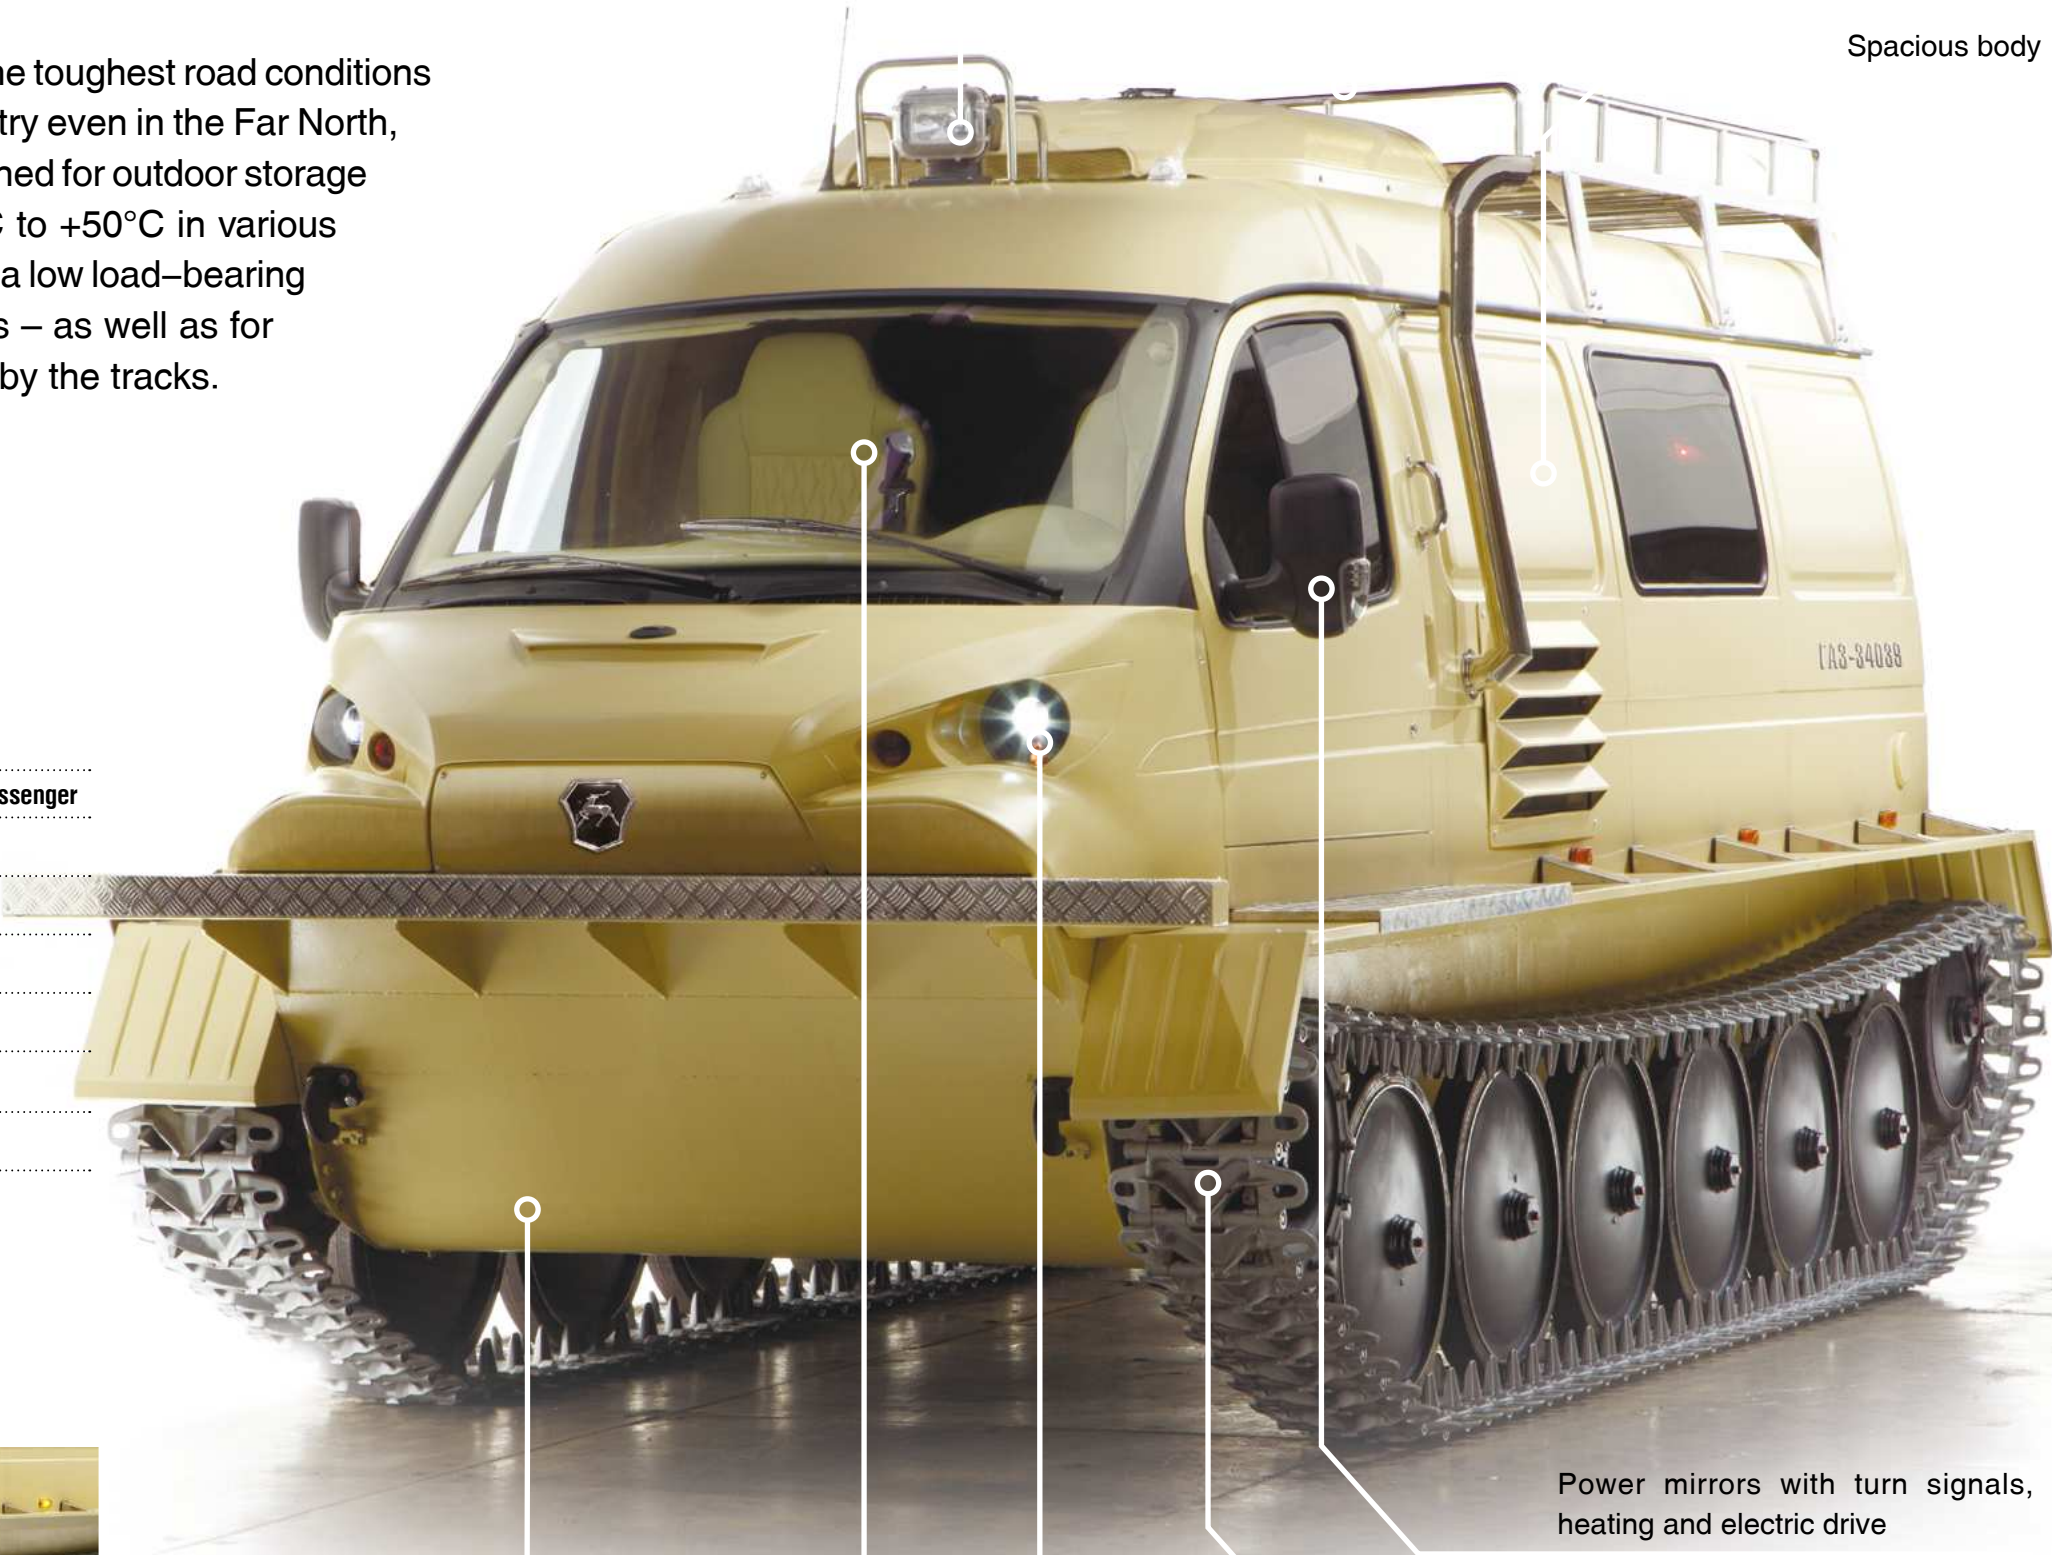 ne toughest road conditions
try even in the Far North,
ned for outdoor storage
C to +50°C in various
a low load–bearing
s – as well as for
by the tracks.
Spacious body
ssenger
ГАЗ-34039
Power mirrors with turn signals,
heating and electric drive